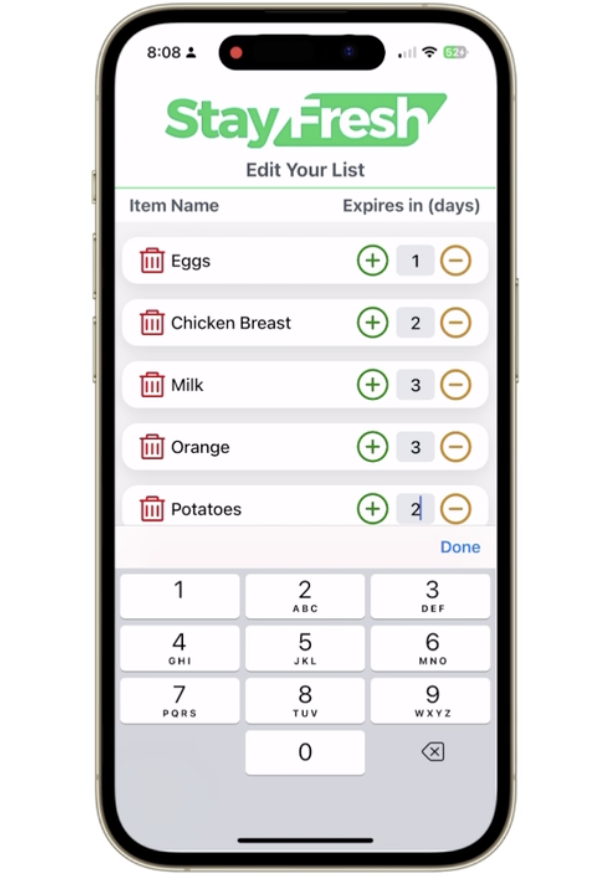 8:08
52
StayFresh
Edit Your List
Item Name Expires in (days)
Eggs 1
Chicken Breast 2
Milk 3
Orange 3
Potatoes 2
Done
1 2 3
ABC DEF
4 5 6
GHI JKL MNO
7 8 9
PQRS TUV WXYZ
0